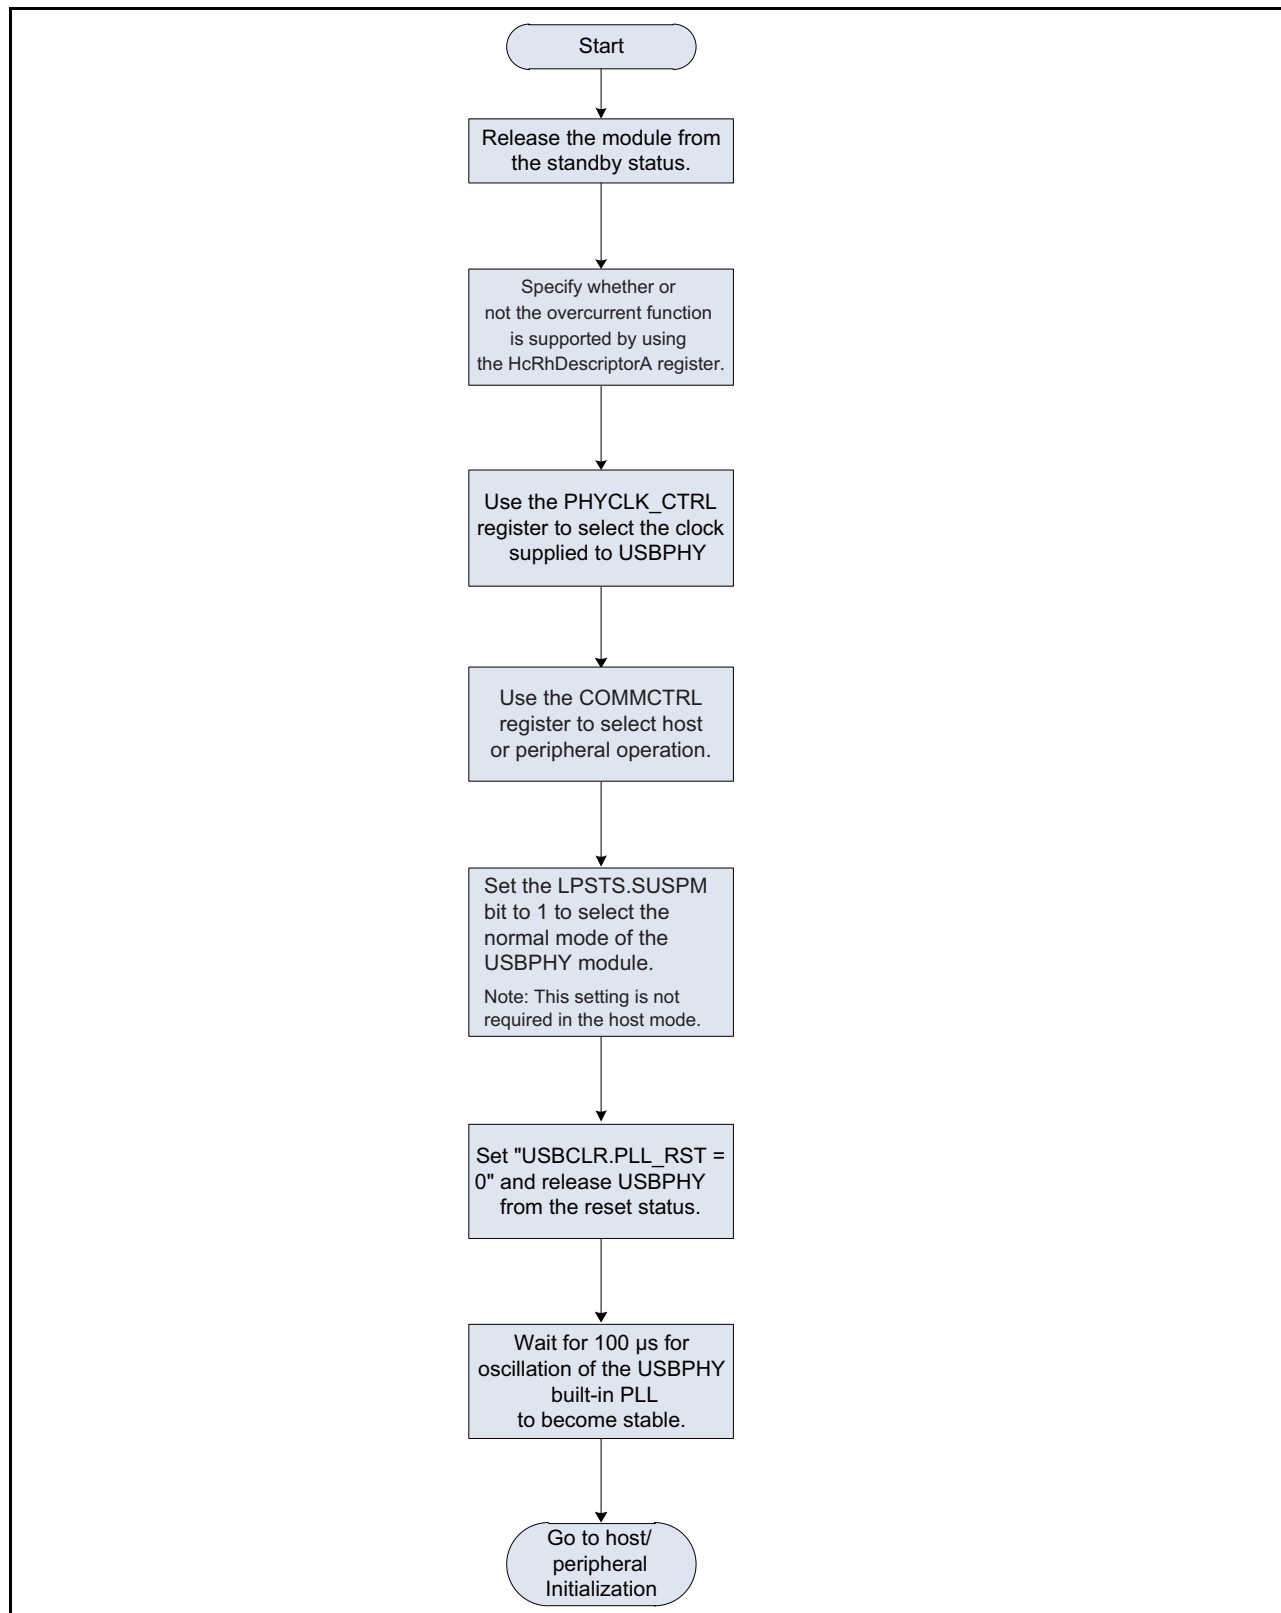 Start
Release the module from
the standby status.
Specify whether or
not the overcurrent function
is supported by using
the HcRhDescriptorA register.
Use the PHYCLK_CTRL
register to select the clock
supplied to USBPHY
Use the COMMCTRL
register to select host
or peripheral operation.
Set the LPSTS.SUSPM
bit to 1 to select the
normal mode of the
USBPHY module.
Note: This setting is not
required in the host mode.
Set "USBCLR.PLL_RST =
0" and release USBPHY
from the reset status.
Wait for 100 µs for
oscillation of the USBPHY
built-in PLL
to become stable.
Go to host/
peripheral
Initialization